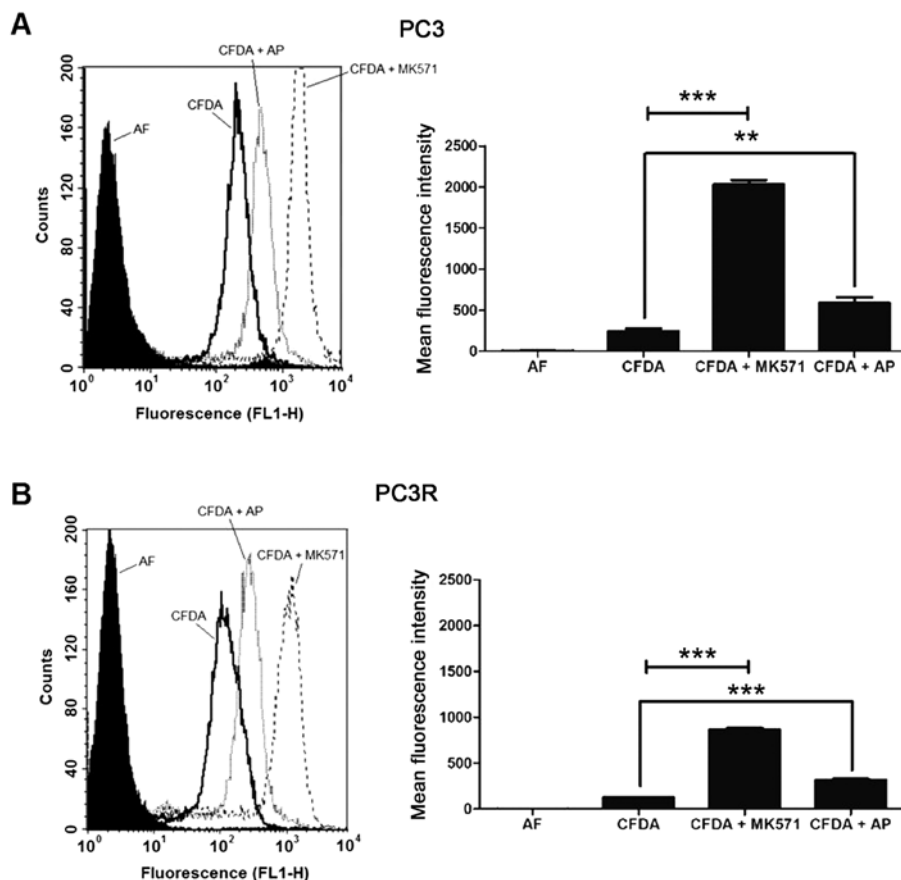 A
PC3
CFDA + AP
CFDA + MK571
CFDA
AF
200
160
120
80
40
0
Counts
10⁰ 10¹ 10² 10³ 10⁴
Fluorescence (FL1-H)
***
**
2500
2000
1500
1000
500
0
Mean fluorescence intensity
AF CFDA CFDA + MK571 CFDA + AP
B
PC3R
CFDA + AP
CFDA + MK571
AF
CFDA
200
160
120
80
40
0
Counts
10⁰ 10¹ 10² 10³ 10⁴
Fluorescence (FL1-H)
***
***
2500
2000
1500
1000
500
0
Mean fluorescence intensity
AF CFDA CFDA + MK571 CFDA + AP